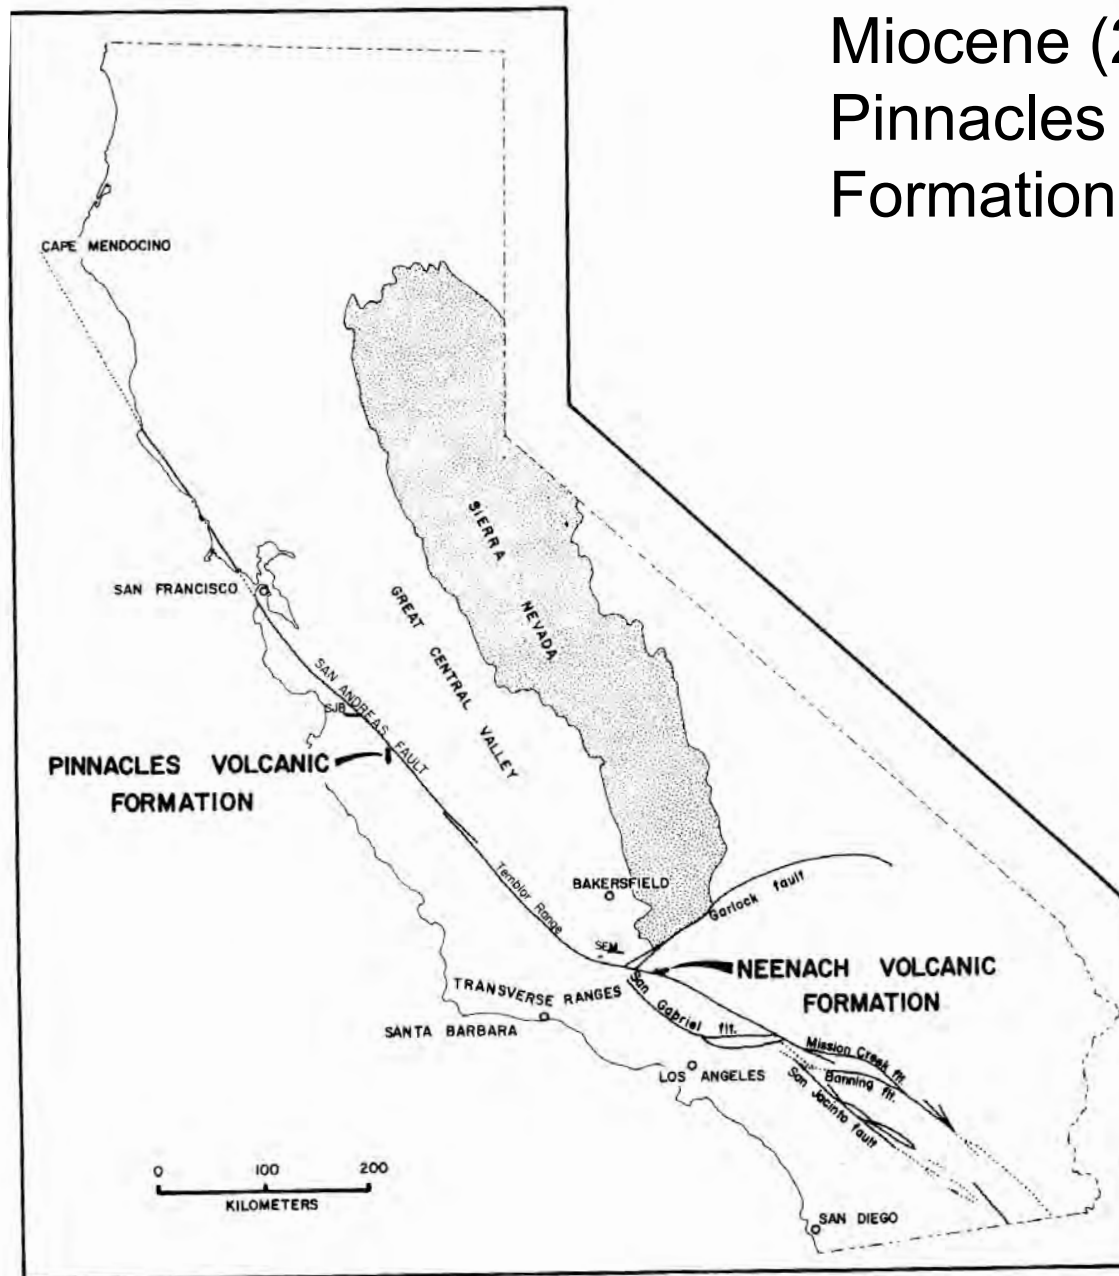 Miocene (2
Pinnacles
Formation
CAPE MENDOCINO
SIERRA NEVADA
SAN FRANCISCO
GREAT CENTRAL VALLEY
SAN ANDREAS FAULT
SJB
PINNACLES VOLCANIC
FORMATION
Temblor Range
BAKERSFIELD
Garlock fault
SEM
NEENACH VOLCANIC
FORMATION
TRANSVERSE RANGES
San Gabriel flt.
SANTA BARBARA
Mission Creek flt.
LOS ANGELES
Banning flt.
San Jacinto fault
0 100 200
KILOMETERS
SAN DIEGO